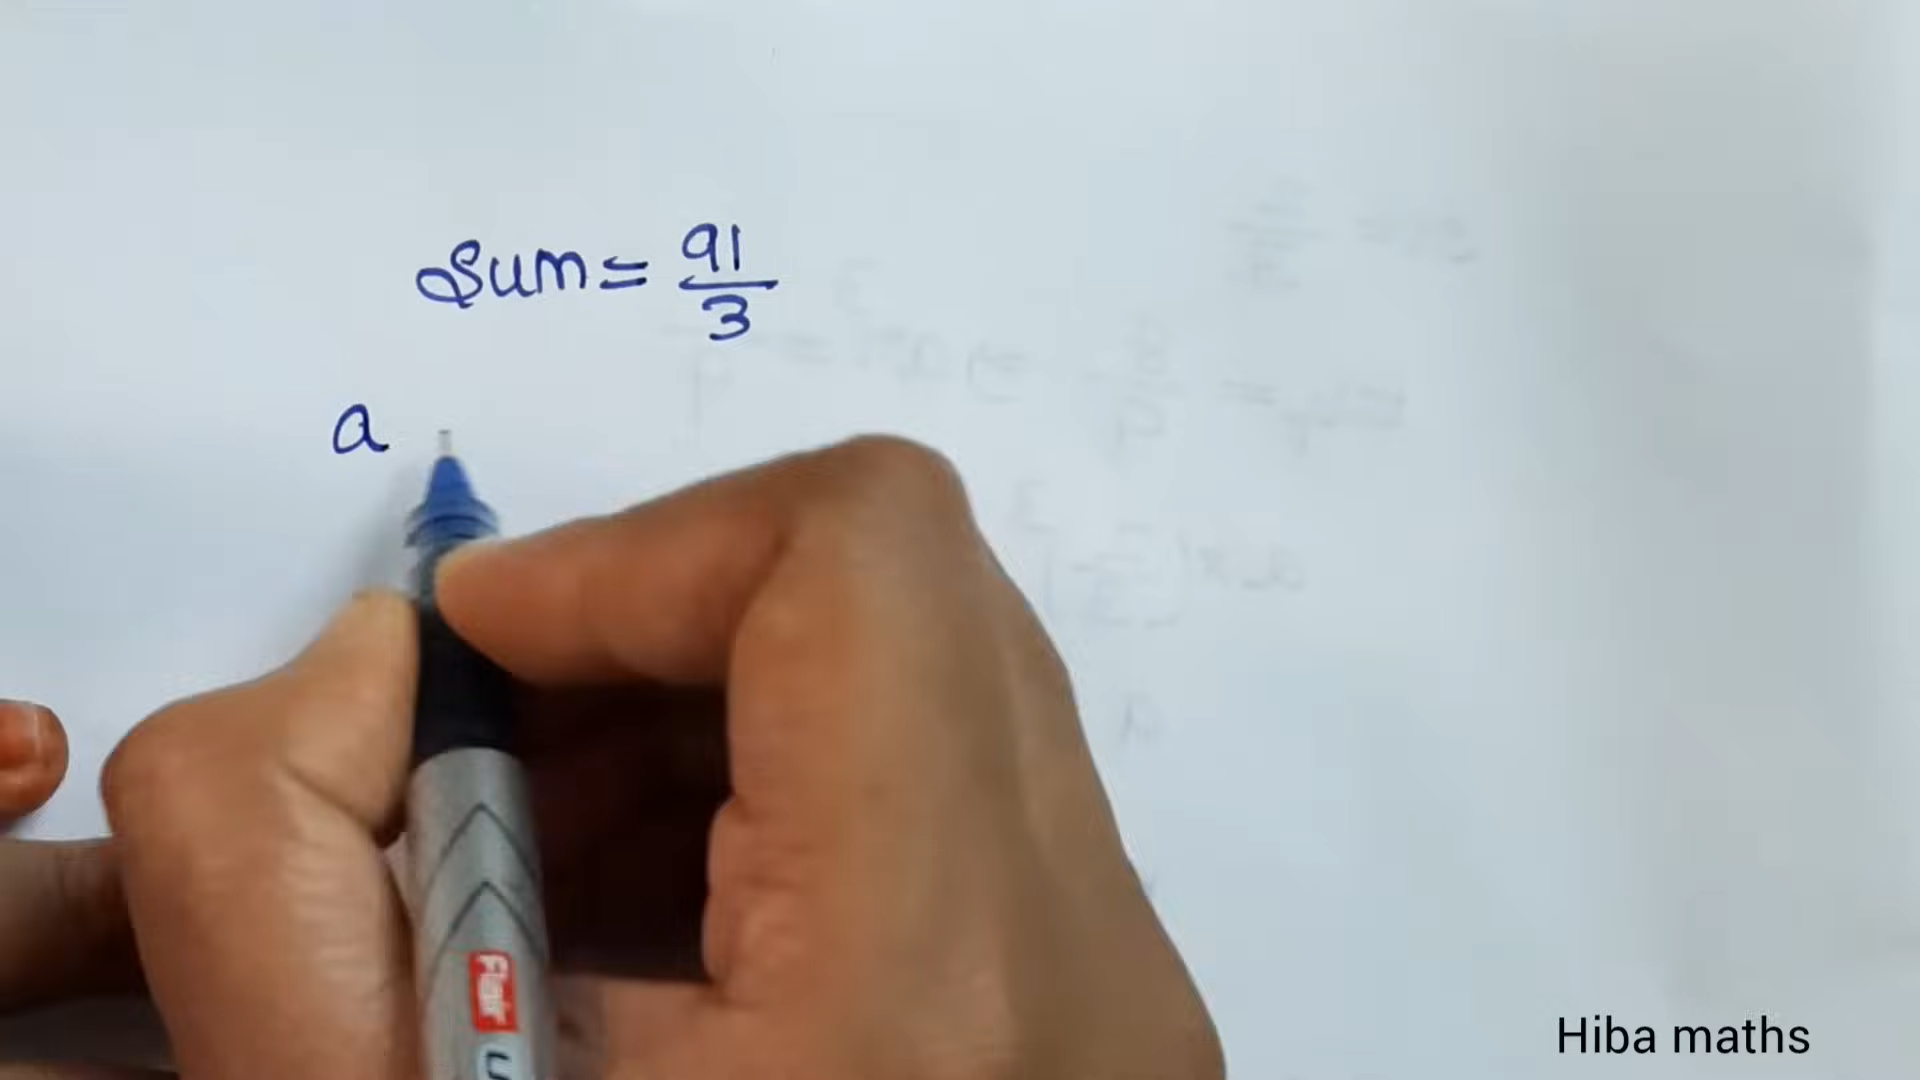 Sum = 91/3
a
Flair
U
Hiba maths